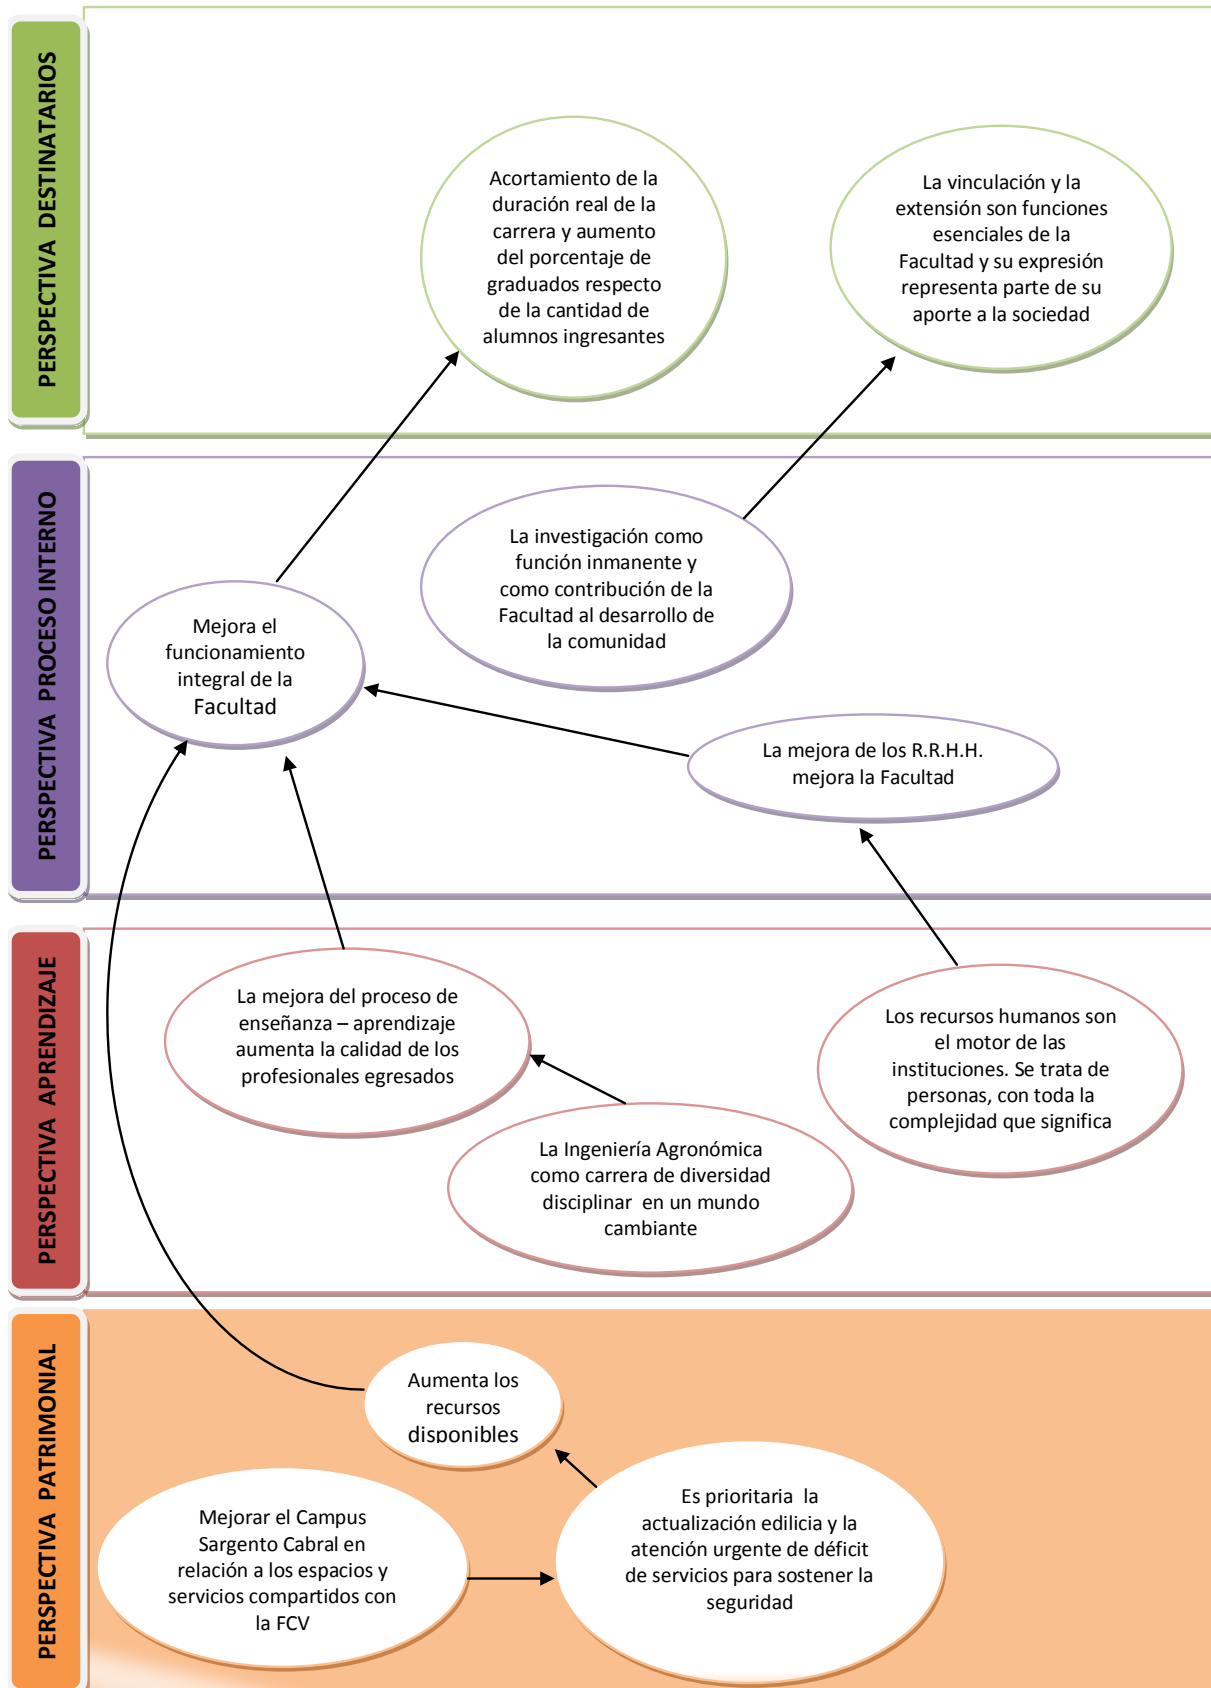 PERSPECTIVA DESTINATARIOS
Acortamiento de la
duración real de la
carrera y aumento
del porcentaje de
graduados respecto
de la cantidad de
alumnos ingresantes
La vinculación y la
extensión son funciones
esenciales de la
Facultad y su expresión
representa parte de su
aporte a la sociedad
PERSPECTIVA PROCESO INTERNO
La investigación como
función inmanente y
como contribución de la
Facultad al desarrollo de
la comunidad
Mejora el
funcionamiento
integral de la
Facultad
La mejora de los R.R.H.H.
mejora la Facultad
PERSPECTIVA APRENDIZAJE
La mejora del proceso de
enseñanza – aprendizaje
aumenta la calidad de los
profesionales egresados
Los recursos humanos son
el motor de las
instituciones. Se trata de
personas, con toda la
complejidad que significa
La Ingeniería Agronómica
como carrera de diversidad
disciplinar en un mundo
cambiante
PERSPECTIVA PATRIMONIAL
Aumenta los
recursos
disponibles
Mejorar el Campus
Sargento Cabral en
relación a los espacios y
servicios compartidos con
la FCV
Es prioritaria la
actualización edilicia y la
atención urgente de déficit
de servicios para sostener la
seguridad